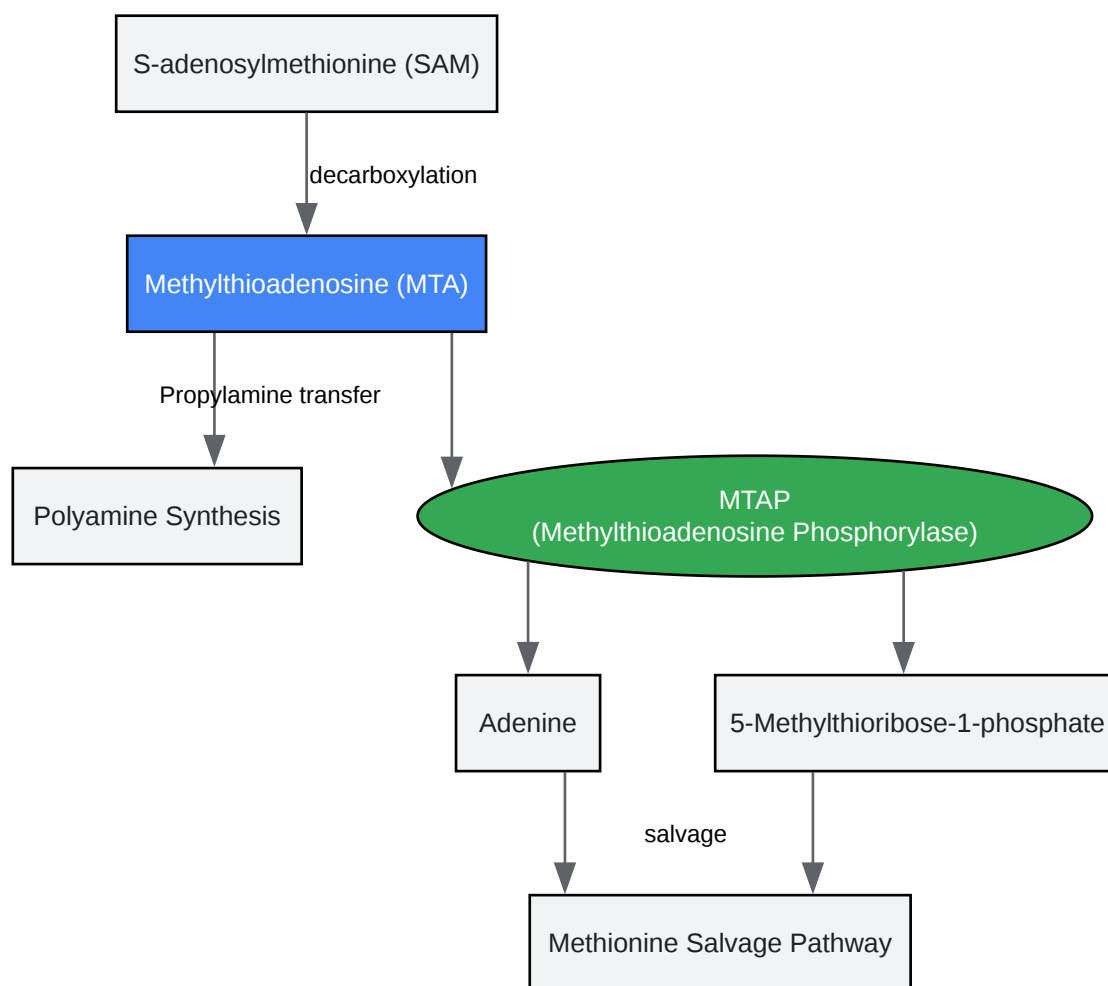 S-adenosylmethionine (SAM)
decarboxylation
Methylthioadenosine (MTA)
Propylamine transfer
Polyamine Synthesis
MTAP
(Methylthioadenosine Phosphorylase)
Adenine
5-Methylthioribose-1-phosphate
salvage
Methionine Salvage Pathway